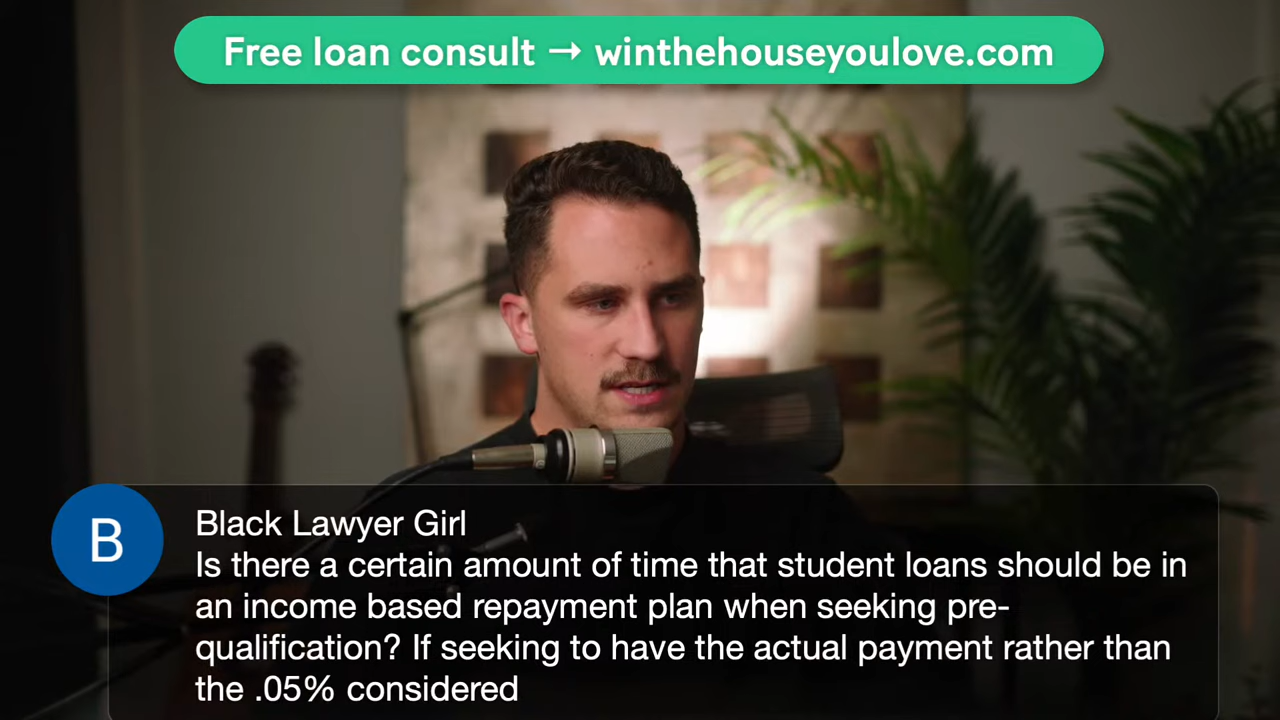 Free loan consult → winthehouseyoulove.com
B
Black Lawyer Girl
Is there a certain amount of time that student loans should be in
an income based repayment plan when seeking pre-
qualification? If seeking to have the actual payment rather than
the .05% considered